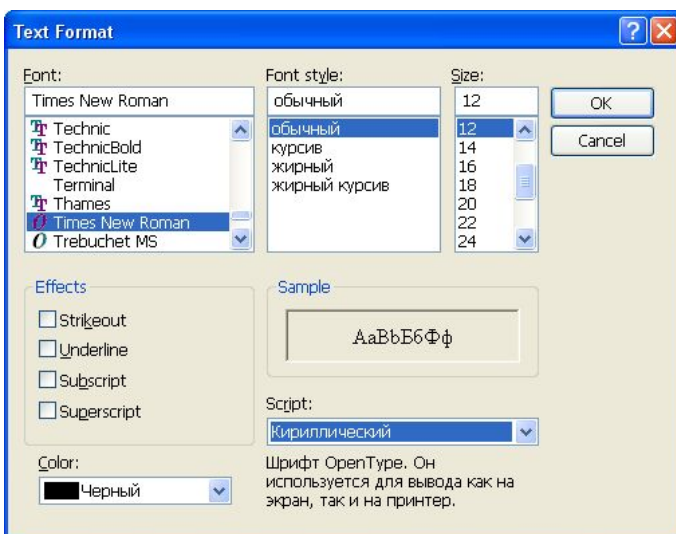 Text Format
Font:
Times New Roman
Technic
TechnicBold
TechnicLite
Terminal
Thames
Times New Roman
Trebuchet MS
Font style:
обычный
обычный
курсив
жирный
жирный курсив
Size:
12
12
14
16
18
20
22
24
OK
Cancel
Effects
Strikeout
Underline
Subscript
Superscript
Color:
Черный
Sample
АаBbБбФф
Script:
Кириллический
Шрифт OpenType. Он
используется для вывода как на
экран, так и на принтер.